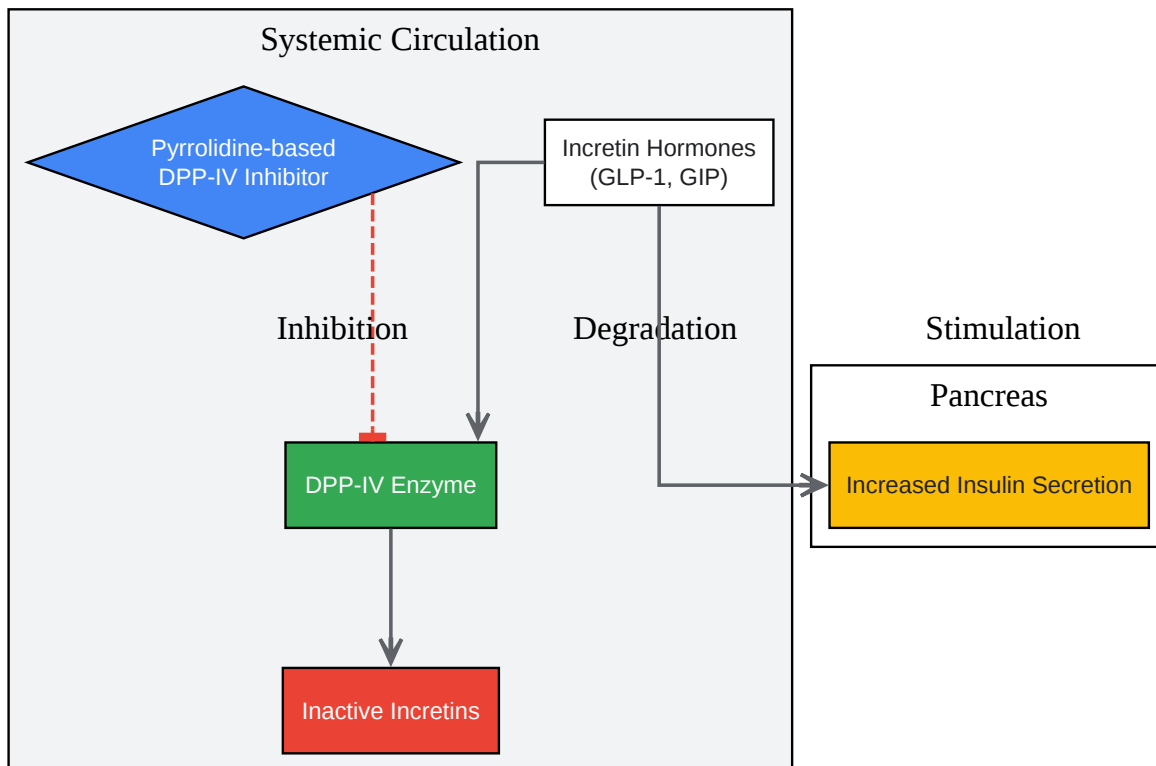 Systemic Circulation
Pyrrolidine-based
DPP-IV Inhibitor
Incretin Hormones
(GLP-1, GIP)
Inhibition
Degradation
Stimulation
Pancreas
DPP-IV Enzyme
Increased Insulin Secretion
Inactive Incretins